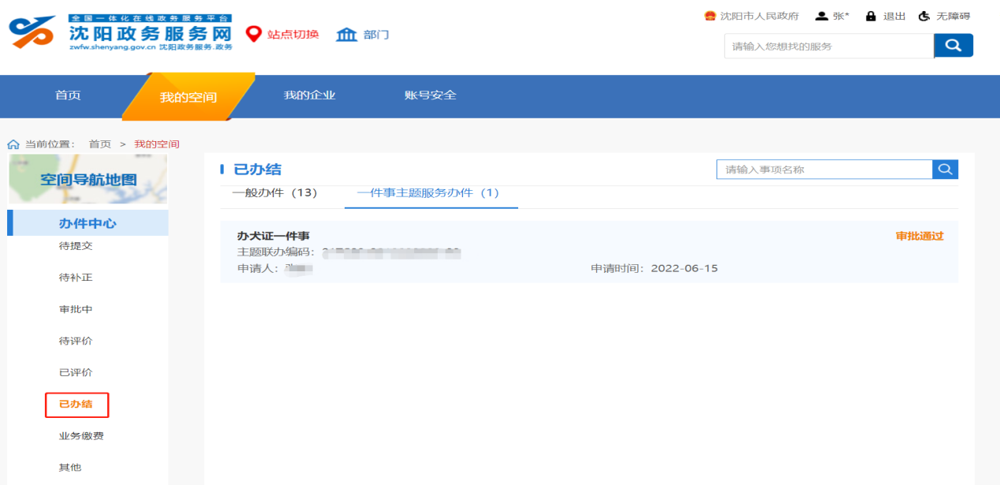 全国一体化在线政务服务平台
沈阳政务服务网
zwfw.shenyang.gov.cn 沈阳政务服务.政务
站点切换
部门
沈阳市人民政府
张*
退出
无障碍
请输入您想找的服务
首页
我的空间
我的企业
账号安全
当前位置： 首页 > 我的空间
空间导航地图
办件中心
待提交
待补正
审批中
待评价
已评价
已办结
业务缴费
其他
已办结
请输入事项名称
一般办件（13）
一件事主题服务办件（1）
办犬证一件事
审批通过
主题联办编码：
申请人：
申请时间：2022-06-15